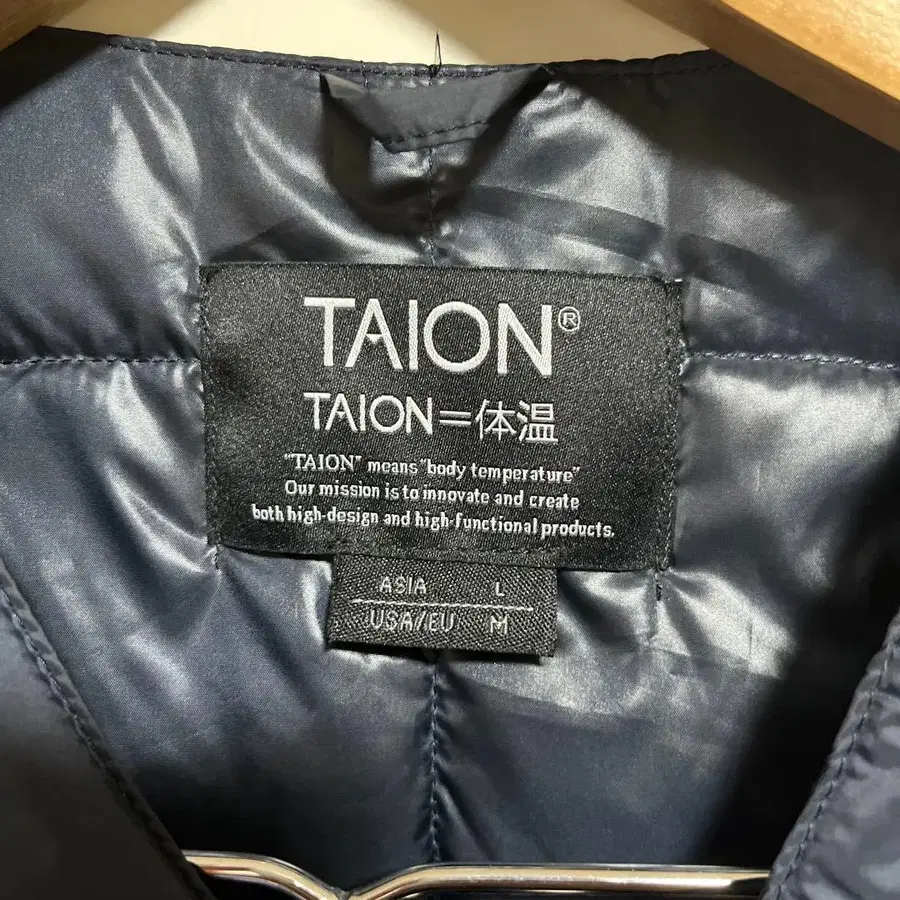 TAION®
TAION=体温
"TAION" means "body temperature"
Our mission is to innovate and create
both high-design and high-functional products.
ASIA L
USA/EU M